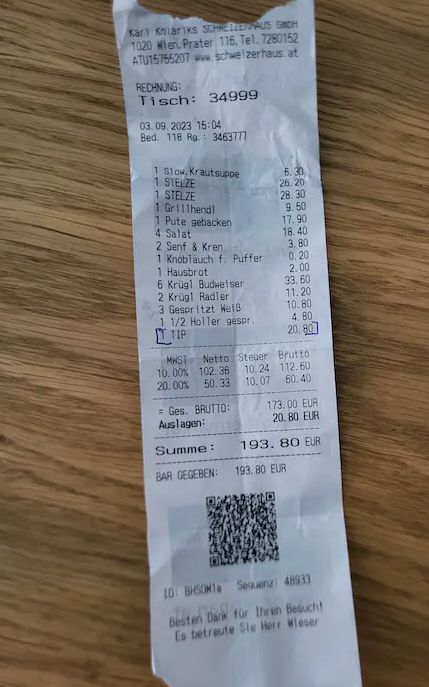 Karl Kolariks SCHWEIZERHAUS GmbH
1020 Wien, Prater 116, Tel. 7280152
ATU15755207 www.schweizerhaus.at
RECHNUNG:
Tisch: 34999
03.09.2023 15:04
Bed. 118 Rg.: 3463777
1 Slow. Krautsuppe 6.30
1 STELZE 26.20
1 STELZE 28.30
1 Grillhendl 9.50
1 Pute gebacken 17.90
4 Salat 18.40
2 Senf & Kren 3.80
1 Knoblauch f. Puffer 0.20
1 Hausbrot 2.00
6 Krügl Budweiser 33.60
2 Krügl Radler 11.20
3 Gespritzt Weiß 10.80
1 1/2 Holler gespr. 4.80
1 TIP 20.80
MWST Netto Steuer Brutto
10.00% 102.36 10.24 112.60
20.00% 50.33 10.07 60.40
= Ges. BRUTTO: 173.00 EUR
Auslagen: 20.80 EUR
Summe: 193.80 EUR
BAR GEGEBEN: 193.80 EUR
ID: BHSOM1a Sequenz: 48933
Besten Dank für Ihren Besuch!
Es betreute Sie Herr Wieser